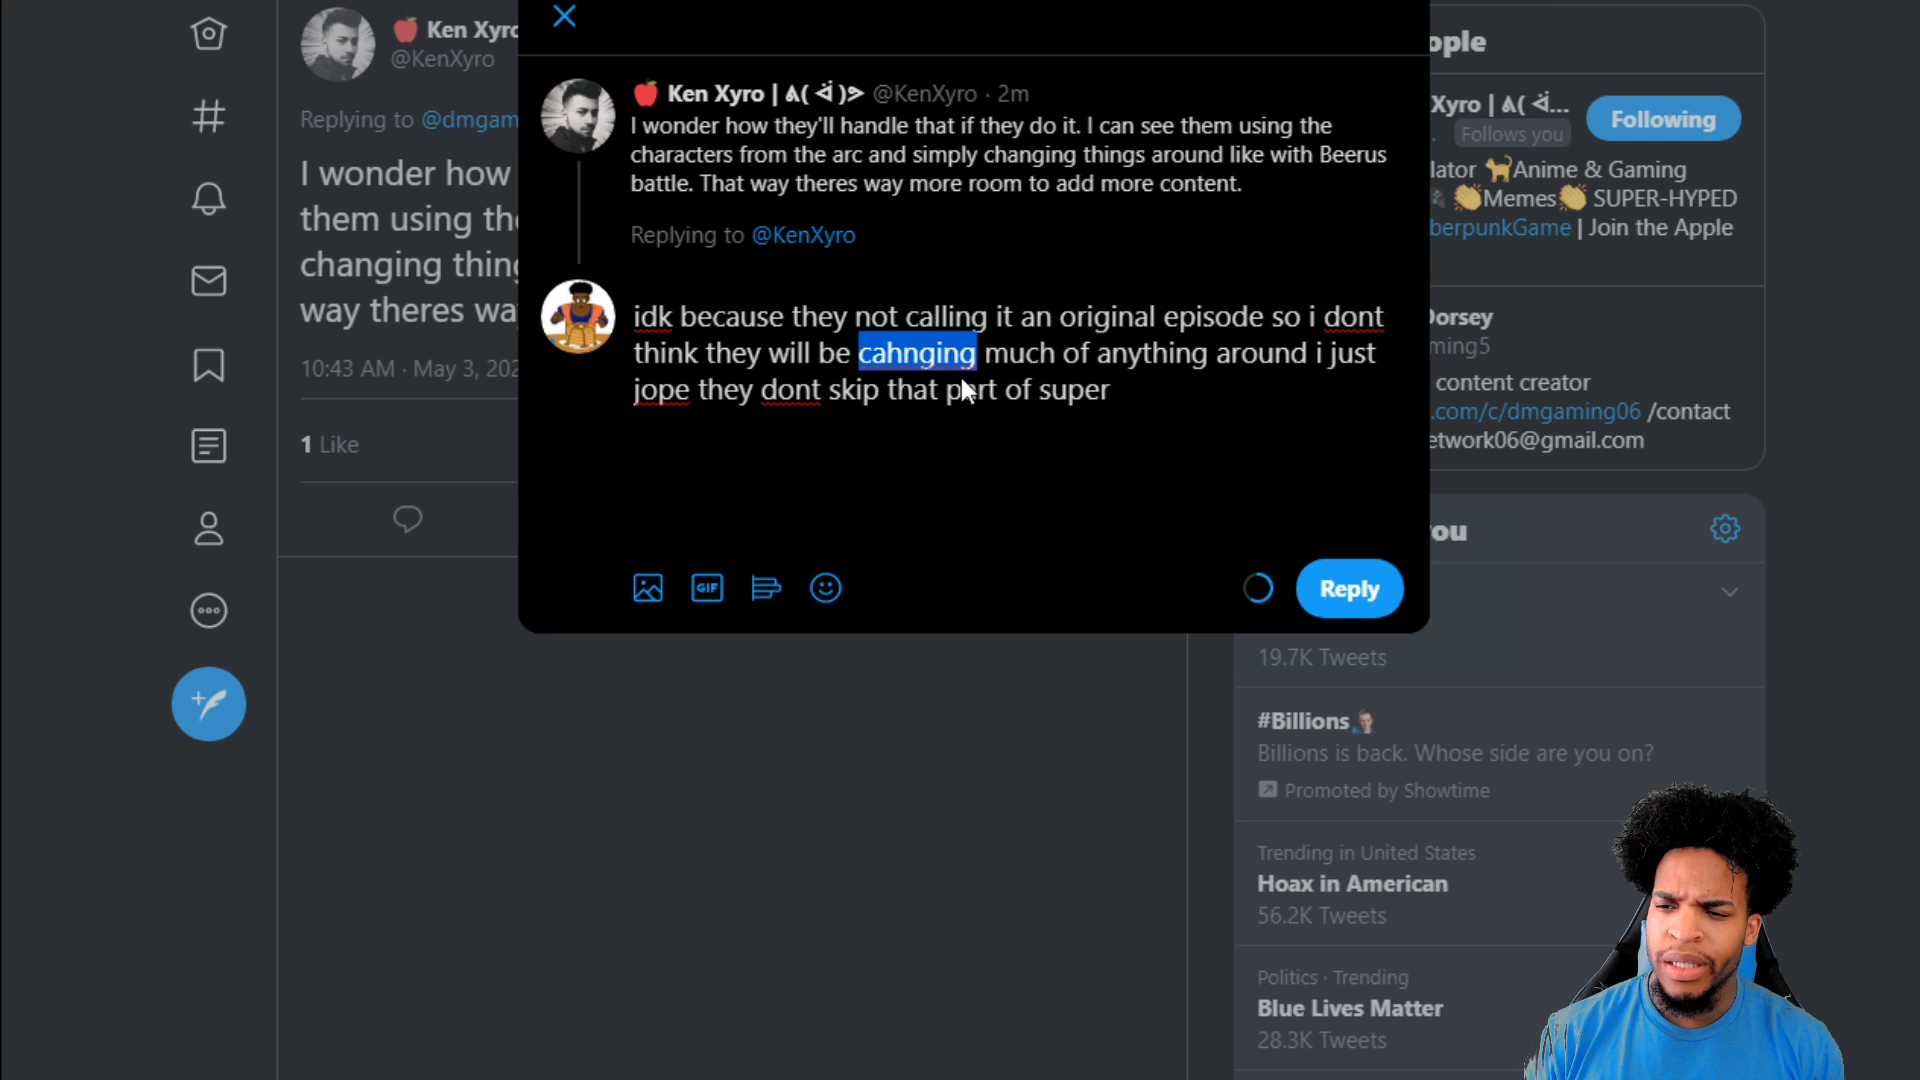 Ken Xyro
@KenXyro
Replying to @dmgam
I wonder how
them using the
changing thing
way theres wa
10:43 AM · May 3, 202
1 Like
Ken Xyro | @KenXyro · 2m
I wonder how they'll handle that if they do it. I can see them using the
characters from the arc and simply changing things around like with Beerus
battle. That way theres way more room to add more content.
Replying to @KenXyro
idk because they not calling it an original episode so i dont
think they will be cahnging much of anything around i just
jope they dont skip that part of super
GIF
Reply
ople
Xyro |
Follows you
Following
lator Anime & Gaming
Memes SUPER-HYPED
berpunkGame | Join the Apple
Dorsey
ming5
content creator
.com/c/dmgaming06 /contact
etwork06@gmail.com
ou
19.7K Tweets
#Billions
Billions is back. Whose side are you on?
Promoted by Showtime
Trending in United States
Hoax in American
56.2K Tweets
Politics · Trending
Blue Lives Matter
28.3K Tweets